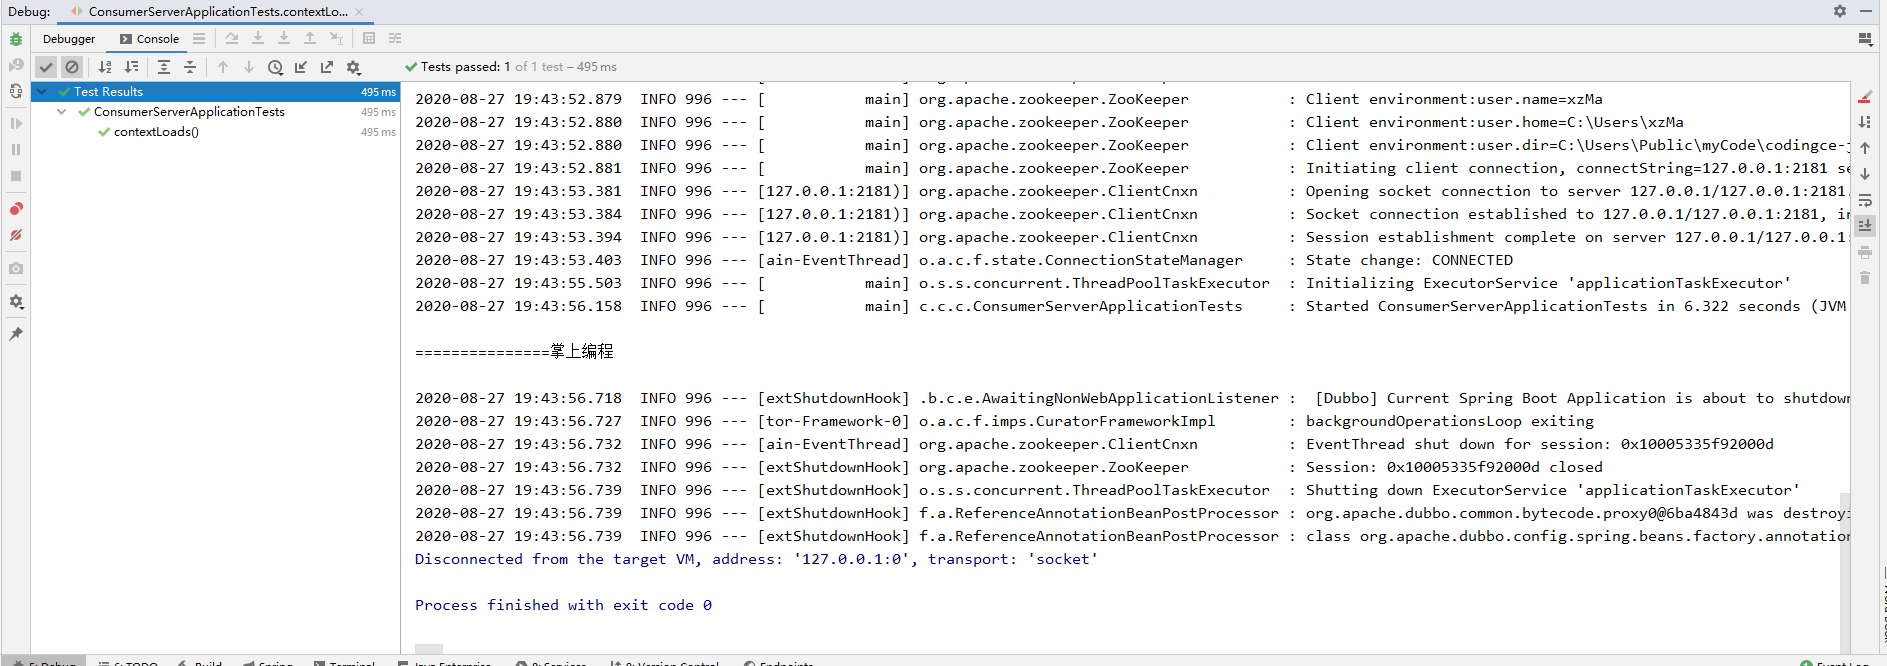 Debug: ConsumerServerApplicationTests.contextLo...
Debugger Console
Tests passed: 1 of 1 test – 495 ms
Test Results 495 ms
ConsumerServerApplicationTests 495 ms
contextLoads() 495 ms
2020-08-27 19:43:52.879 INFO 996 --- [ main] org.apache.zookeeper.ZooKeeper : Client environment:user.name=xzMa
2020-08-27 19:43:52.880 INFO 996 --- [ main] org.apache.zookeeper.ZooKeeper : Client environment:user.home=C:\Users\xzMa
2020-08-27 19:43:52.880 INFO 996 --- [ main] org.apache.zookeeper.ZooKeeper : Client environment:user.dir=C:\Users\Public\myCode\codingce-j
2020-08-27 19:43:52.881 INFO 996 --- [ main] org.apache.zookeeper.ZooKeeper : Initiating client connection, connectString=127.0.0.1:2181 se
2020-08-27 19:43:53.381 INFO 996 --- [127.0.0.1:2181)] org.apache.zookeeper.ClientCnxn : Opening socket connection to server 127.0.0.1/127.0.0.1:2181.
2020-08-27 19:43:53.384 INFO 996 --- [127.0.0.1:2181)] org.apache.zookeeper.ClientCnxn : Socket connection established to 127.0.0.1/127.0.0.1:2181, in
2020-08-27 19:43:53.394 INFO 996 --- [127.0.0.1:2181)] org.apache.zookeeper.ClientCnxn : Session establishment complete on server 127.0.0.1/127.0.0.1:
2020-08-27 19:43:53.403 INFO 996 --- [ain-EventThread] o.a.c.f.state.ConnectionStateManager : State change: CONNECTED
2020-08-27 19:43:55.503 INFO 996 --- [ main] o.s.s.concurrent.ThreadPoolTaskExecutor : Initializing ExecutorService 'applicationTaskExecutor'
2020-08-27 19:43:56.158 INFO 996 --- [ main] c.c.c.ConsumerServerApplicationTests : Started ConsumerServerApplicationTests in 6.322 seconds (JVM
===============掌上编程
2020-08-27 19:43:56.718 INFO 996 --- [extShutdownHook] .b.c.e.AwaitingNonWebApplicationListener : [Dubbo] Current Spring Boot Application is about to shutdown
2020-08-27 19:43:56.727 INFO 996 --- [tor-Framework-0] o.a.c.f.imps.CuratorFrameworkImpl : backgroundOperationsLoop exiting
2020-08-27 19:43:56.732 INFO 996 --- [ain-EventThread] org.apache.zookeeper.ClientCnxn : EventThread shut down for session: 0x10005335f92000d
2020-08-27 19:43:56.732 INFO 996 --- [extShutdownHook] org.apache.zookeeper.ZooKeeper : Session: 0x10005335f92000d closed
2020-08-27 19:43:56.739 INFO 996 --- [extShutdownHook] o.s.s.concurrent.ThreadPoolTaskExecutor : Shutting down ExecutorService 'applicationTaskExecutor'
2020-08-27 19:43:56.739 INFO 996 --- [extShutdownHook] f.a.ReferenceAnnotationBeanPostProcessor : org.apache.dubbo.common.bytecode.proxy0@6ba4843d was destroyi
2020-08-27 19:43:56.739 INFO 996 --- [extShutdownHook] f.a.ReferenceAnnotationBeanPostProcessor : class org.apache.dubbo.config.spring.beans.factory.annotation
Disconnected from the target VM, address: '127.0.0.1:0', transport: 'socket'
Process finished with exit code 0
5: Debug 6: TODO Build Spring Terminal Java Enterprise 8: Services 9: Version Control Endpoints Event Log